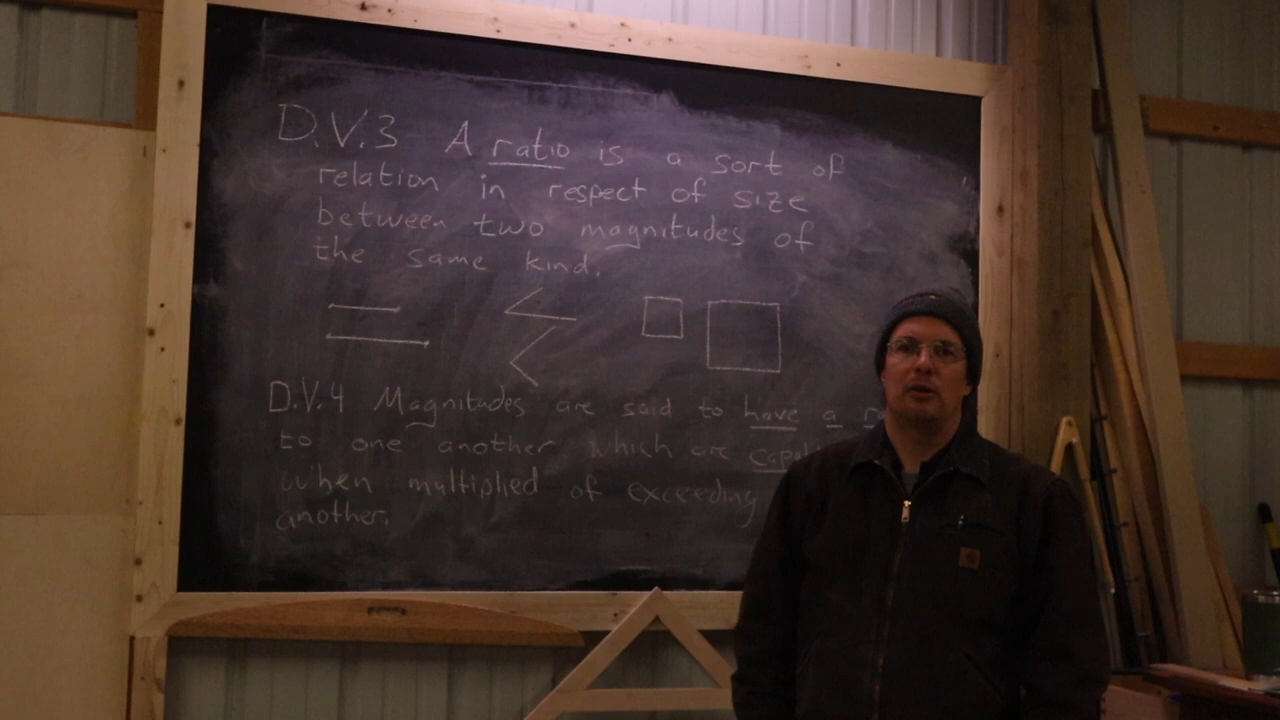 D.V.3 A ratio is a sort of
relation in respect of size
between two magnitudes of
the same kind.
D.V.4 Magnitudes are said to have a
to one another which are
when multiplied of exceeding
another.